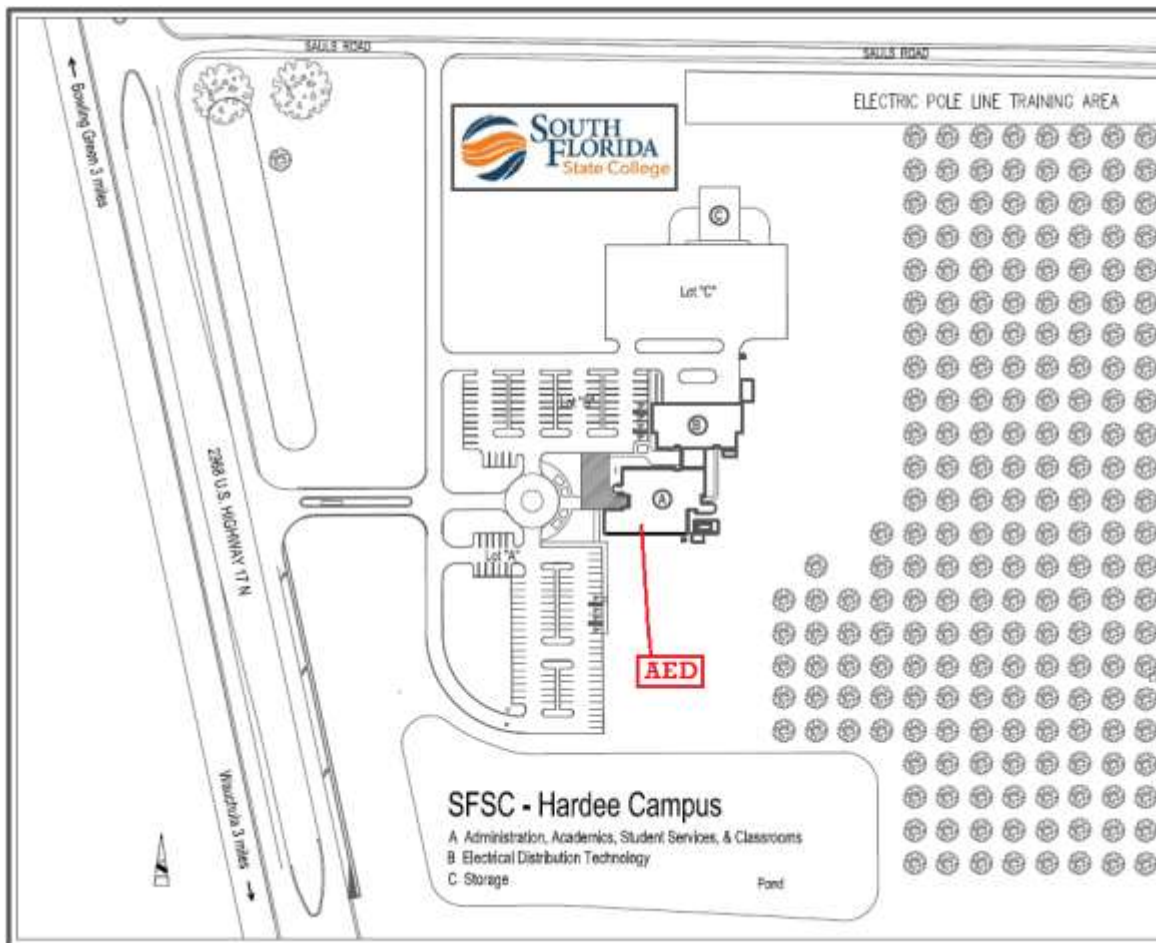 SAULS ROAD
SAULS ROAD
← Bowling Green 3 miles
ELECTRIC POLE LINE TRAINING AREA
SOUTH
FLORIDA
State College
C
Lot "C"
B
2968 U.S. HIGHWAY 17 N
A
Lot "A"
AED
SFSC - Hardee Campus
A Administration, Academics, Student Services, & Classrooms
B Electrical Distribution Technology
C Storage
Pond
Wauchula 3 miles →